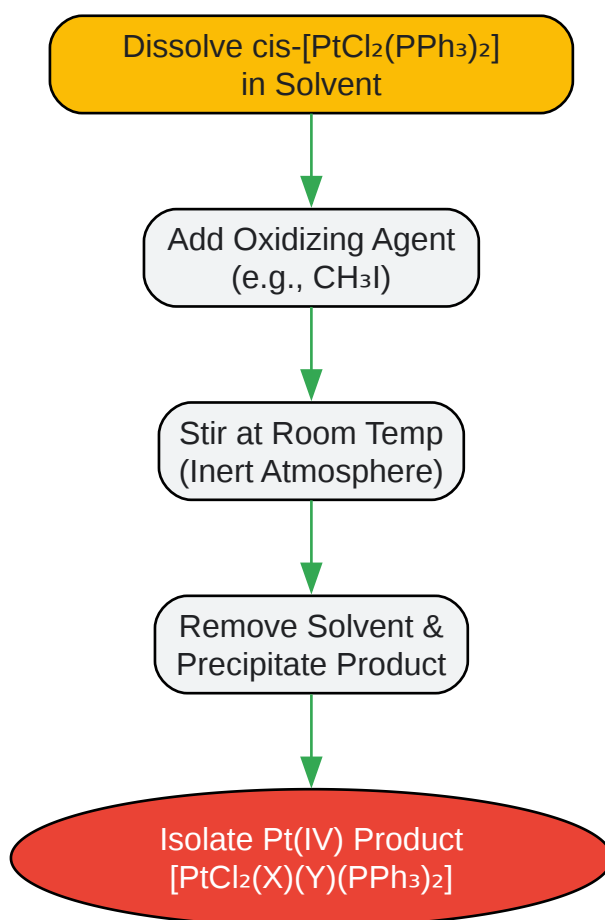 Dissolve cis-[PtCl₂(PPh₃)₂]
in Solvent
Add Oxidizing Agent
(e.g., CH₃I)
Stir at Room Temp
(Inert Atmosphere)
Remove Solvent &
Precipitate Product
Isolate Pt(IV) Product
[PtCl₂(X)(Y)(PPh₃)₂]